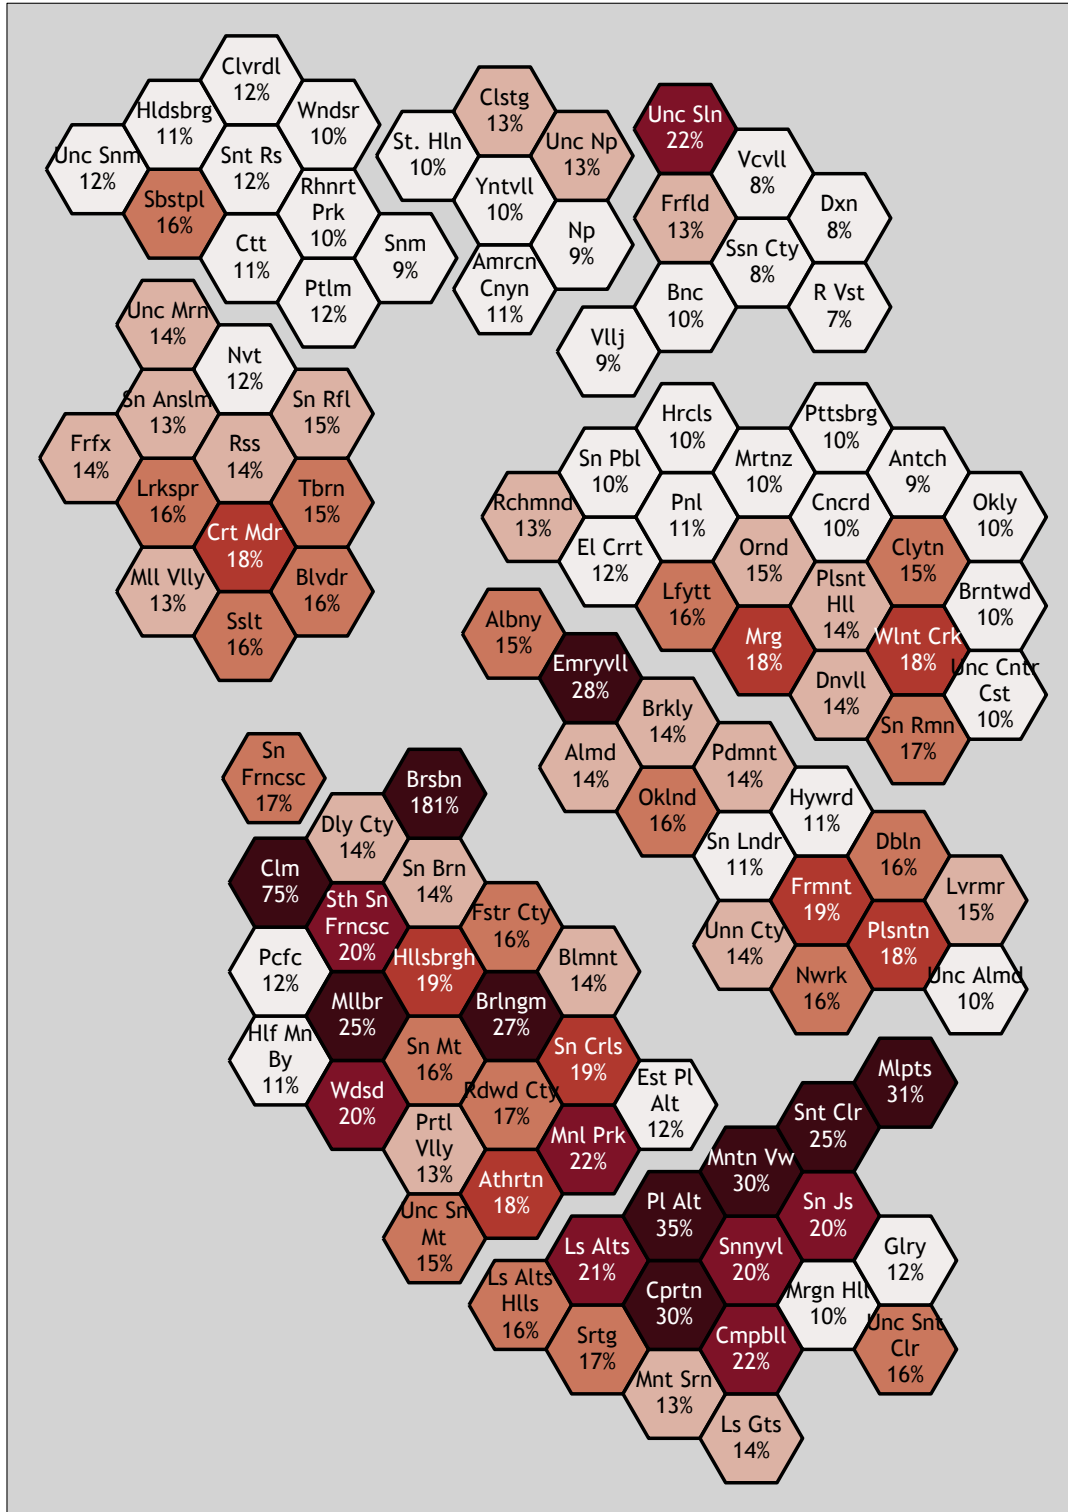 Clvrdl
12%
Hldsbrg
11%
Wndsr
10%
Unc Snm
12%
Snt Rs
12%
Sbstpl
16%
Rhnrt
Prk
10%
Ctt
11%
Snm
9%
Ptlm
12%
Clstg
13%
St. Hln
10%
Unc Np
13%
Yntvll
10%
Np
9%
Amrcn
Cnyn
11%
Unc Sln
22%
Vcvll
8%
Frfld
13%
Dxn
8%
Ssn Cty
8%
Bnc
10%
R Vst
7%
Vllj
9%
Unc Mrn
14%
Nvt
12%
Sn Anslm
13%
Sn Rfl
15%
Frfx
14%
Rss
14%
Lrkspr
16%
Tbrn
15%
Crt Mdr
18%
Mll Vlly
13%
Blvdr
16%
Sslt
16%
Hrcls
10%
Pttsbrg
10%
Sn Pbl
10%
Mrtnz
10%
Antch
9%
Rchmnd
13%
Pnl
11%
Cncrd
10%
Okly
10%
El Crrt
12%
Ornd
15%
Clytn
15%
Lfytt
16%
Plsnt
Hll
14%
Brntwd
10%
Mrg
18%
Wlnt Crk
18%
Dnvll
14%
Unc Cntr
Cst
10%
Sn Rmn
17%
Albny
15%
Emryvll
28%
Brkly
14%
Almd
14%
Pdmnt
14%
Oklnd
16%
Hywrd
11%
Sn Lndr
11%
Dbln
16%
Frmnt
19%
Lvrmr
15%
Unn Cty
14%
Plsntn
18%
Nwrk
16%
Unc Almd
10%
Sn
Frncsc
17%
Brsbn
181%
Dly Cty
14%
Clm
75%
Sn Brn
14%
Sth Sn
Frncsc
20%
Fstr Cty
16%
Pcfc
12%
Hllsbrgh
19%
Blmnt
14%
Mllbr
25%
Brlngm
27%
Hlf Mn
By
11%
Sn Mt
16%
Sn Crls
19%
Wdsd
20%
Rdwd Cty
17%
Est Pl
Alt
12%
Prtl
Vlly
13%
Mnl Prk
22%
Athrtn
18%
Unc Sn
Mt
15%
Mlpts
31%
Snt Clr
25%
Mntn Vw
30%
Pl Alt
35%
Sn Js
20%
Ls Alts
21%
Snnyvl
20%
Glry
12%
Ls Alts
Hlls
16%
Cprtn
30%
Mrgn Hll
10%
Srtg
17%
Cmpbll
22%
Unc Snt
Clr
16%
Mnt Srn
13%
Ls Gts
14%